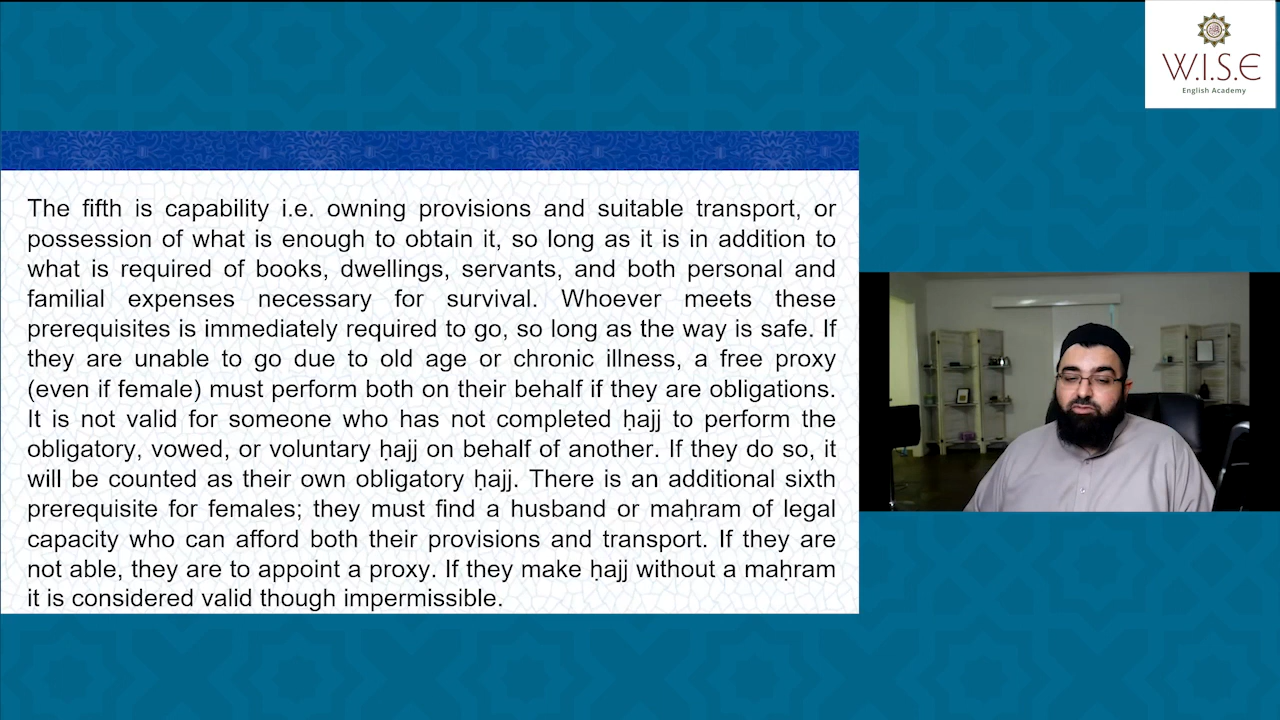 W.I.S.E
English Academy
The fifth is capability i.e. owning provisions and suitable transport, or
possession of what is enough to obtain it, so long as it is in addition to
what is required of books, dwellings, servants, and both personal and
familial expenses necessary for survival. Whoever meets these
prerequisites is immediately required to go, so long as the way is safe. If
they are unable to go due to old age or chronic illness, a free proxy
(even if female) must perform both on their behalf if they are obligations.
It is not valid for someone who has not completed ḥajj to perform the
obligatory, vowed, or voluntary ḥajj on behalf of another. If they do so, it
will be counted as their own obligatory ḥajj. There is an additional sixth
prerequisite for females; they must find a husband or maḥram of legal
capacity who can afford both their provisions and transport. If they are
not able, they are to appoint a proxy. If they make ḥajj without a maḥram
it is considered valid though impermissible.